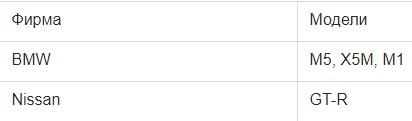 Фирма Модели
BMW M5, X5M, M1
Nissan GT-R